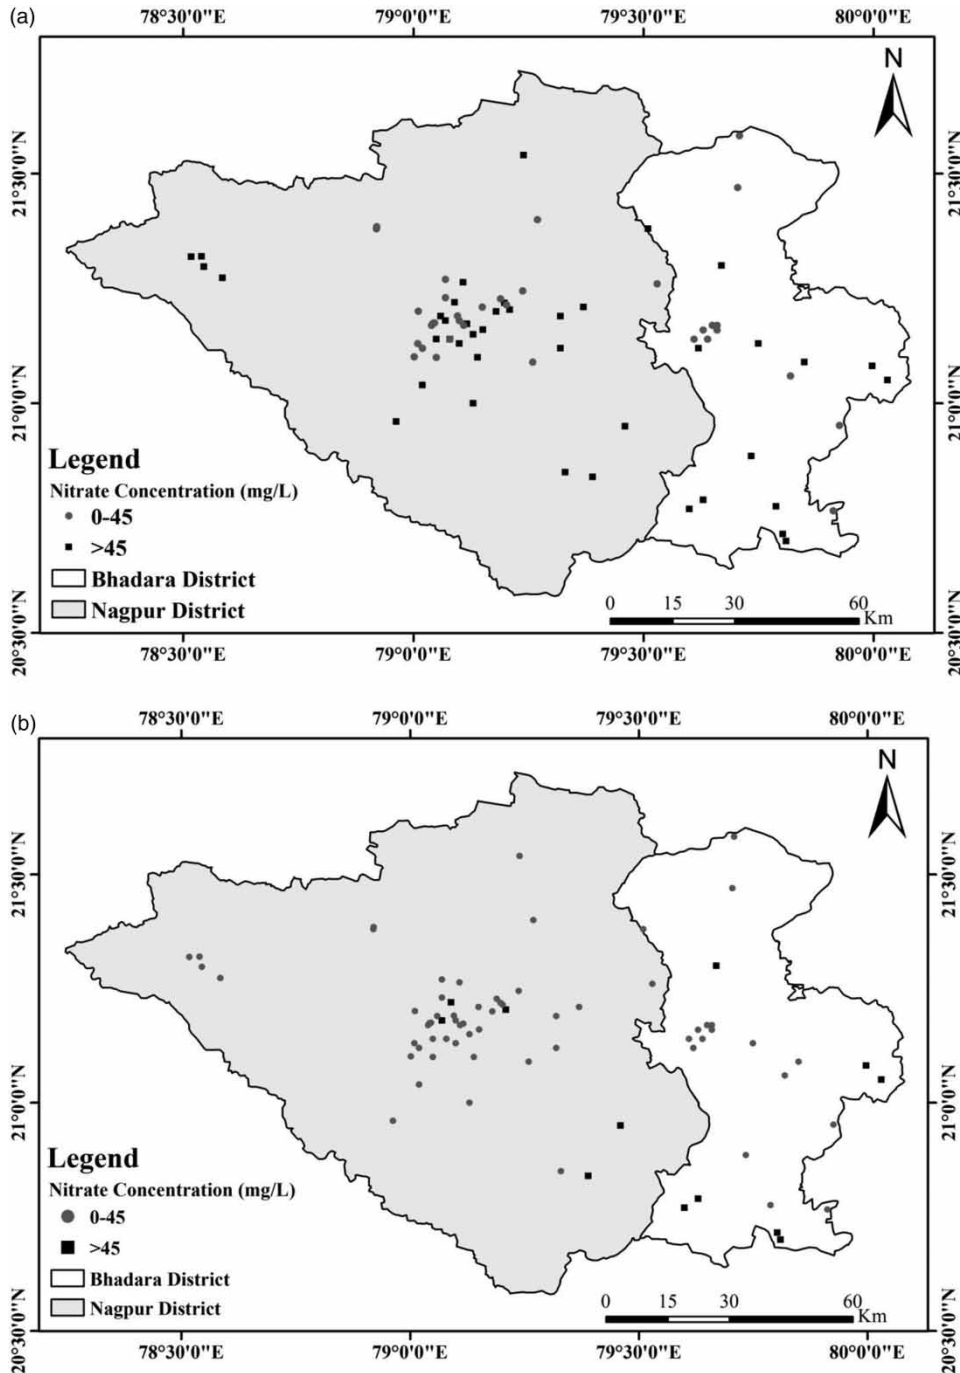 (a)
78°30'0"E 79°0'0"E 79°30'0"E 80°0'0"E
N
21°30'0"N 21°30'0"N
21°0'0"N 21°0'0"N
Legend
Nitrate Concentration (mg/L)
0-45
>45
Bhadara District
Nagpur District
0 15 30 60
Km
20°30'0"N 20°30'0"N
78°30'0"E 79°0'0"E 79°30'0"E 80°0'0"E
(b)
78°30'0"E 79°0'0"E 79°30'0"E 80°0'0"E
N
21°30'0"N 21°30'0"N
21°0'0"N 21°0'0"N
Legend
Nitrate Concentration (mg/L)
0-45
>45
Bhadara District
Nagpur District
0 15 30 60
Km
20°30'0"N 20°30'0"N
78°30'0"E 79°0'0"E 79°30'0"E 80°0'0"E